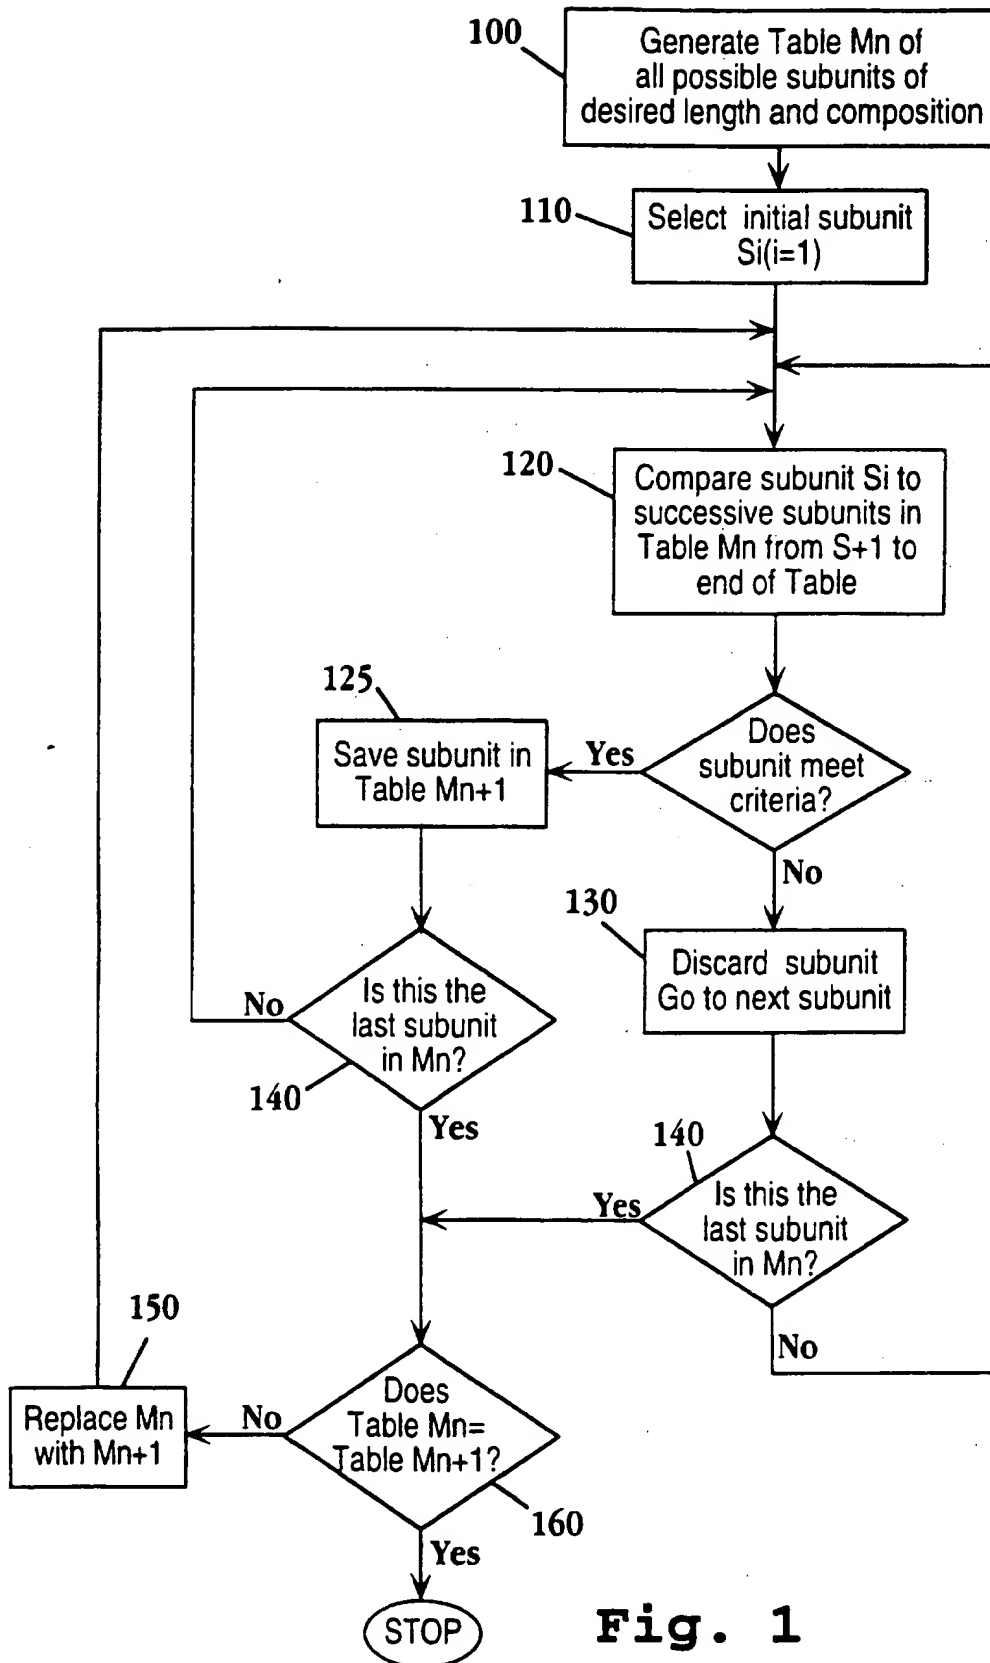 100
Generate Table Mn of
all possible subunits of
desired length and composition
110
Select initial subunit
Si(i=1)
120
Compare subunit Si to
successive subunits in
Table Mn from S+1 to
end of Table
125
Save subunit in
Table Mn+1
Yes
Does
subunit meet
criteria?
No
130
Discard subunit
Go to next subunit
No
Is this the
last subunit
in Mn?
140
Yes
140
Yes
Is this the
last subunit
in Mn?
No
150
Replace Mn
with Mn+1
No
Does
Table Mn=
Table Mn+1?
160
Yes
STOP
Fig. 1